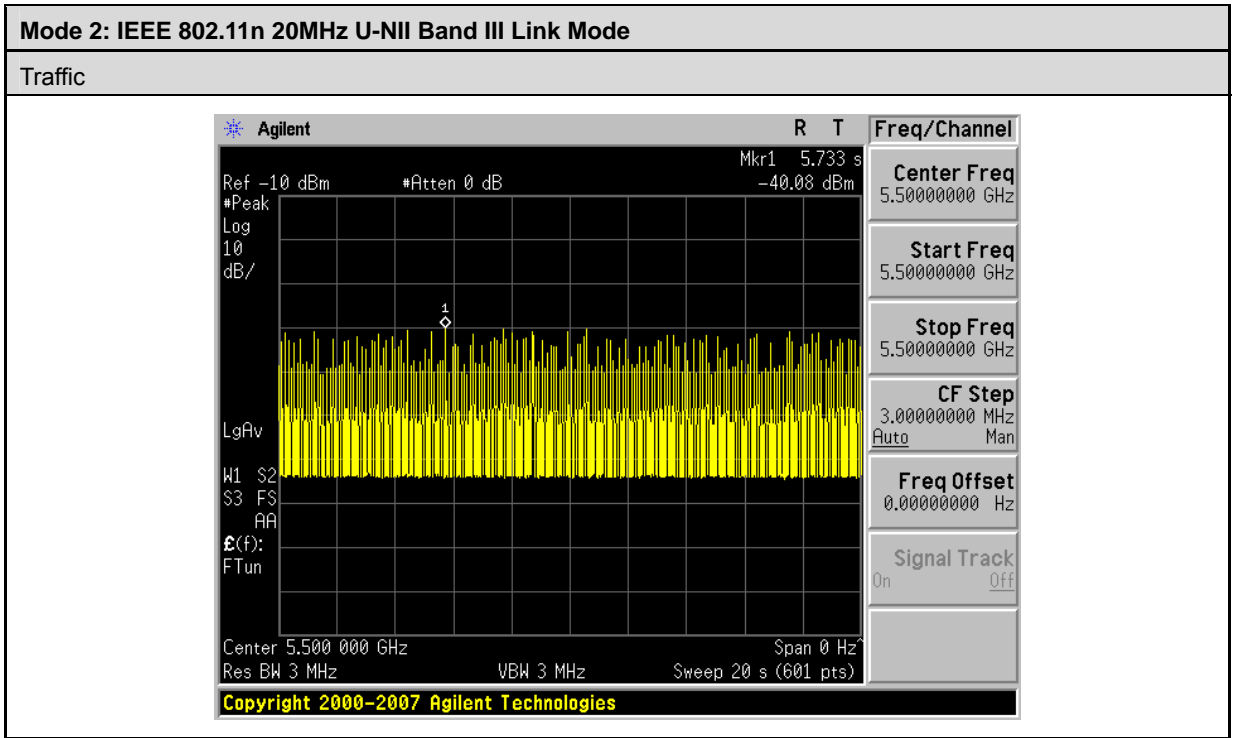 Mode 2: IEEE 802.11n 20MHz U-NII Band III Link Mode
Traffic
Agilent R T
Mkr1 5.733 s
Ref -10 dBm #Atten 0 dB -40.08 dBm
#Peak
Log
10
dB/
1
LgAv
W1 S2
S3 FS
AA
£(f):
FTun
Center 5.500 000 GHz Span 0 Hz^
Res BW 3 MHz VBW 3 MHz Sweep 20 s (601 pts)
Copyright 2000-2007 Agilent Technologies
Freq/Channel
Center Freq
5.50000000 GHz
Start Freq
5.50000000 GHz
Stop Freq
5.50000000 GHz
CF Step
3.00000000 MHz
Auto Man
Freq Offset
0.00000000 Hz
Signal Track
On Off